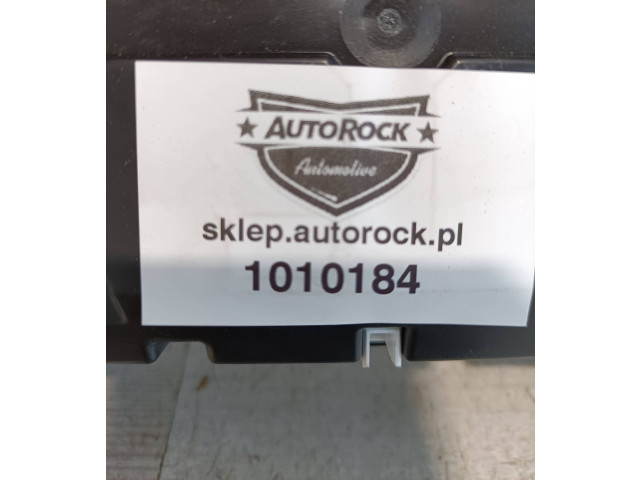 ★ AUTOROCK ★
Automotive
sklep.autorock.pl
1010184